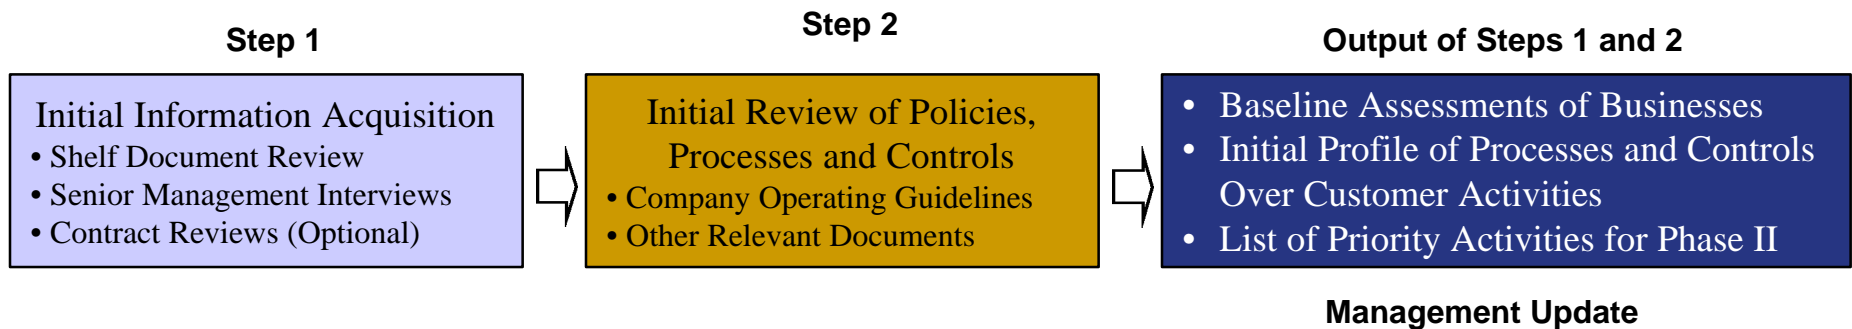 Step 1
Initial Information Acquisition
• Shelf Document Review
• Senior Management Interviews
• Contract Reviews (Optional)
Step 2
Initial Review of Policies,
Processes and Controls
• Company Operating Guidelines
• Other Relevant Documents
Output of Steps 1 and 2
• Baseline Assessments of Businesses
• Initial Profile of Processes and Controls
Over Customer Activities
• List of Priority Activities for Phase II
Management Update